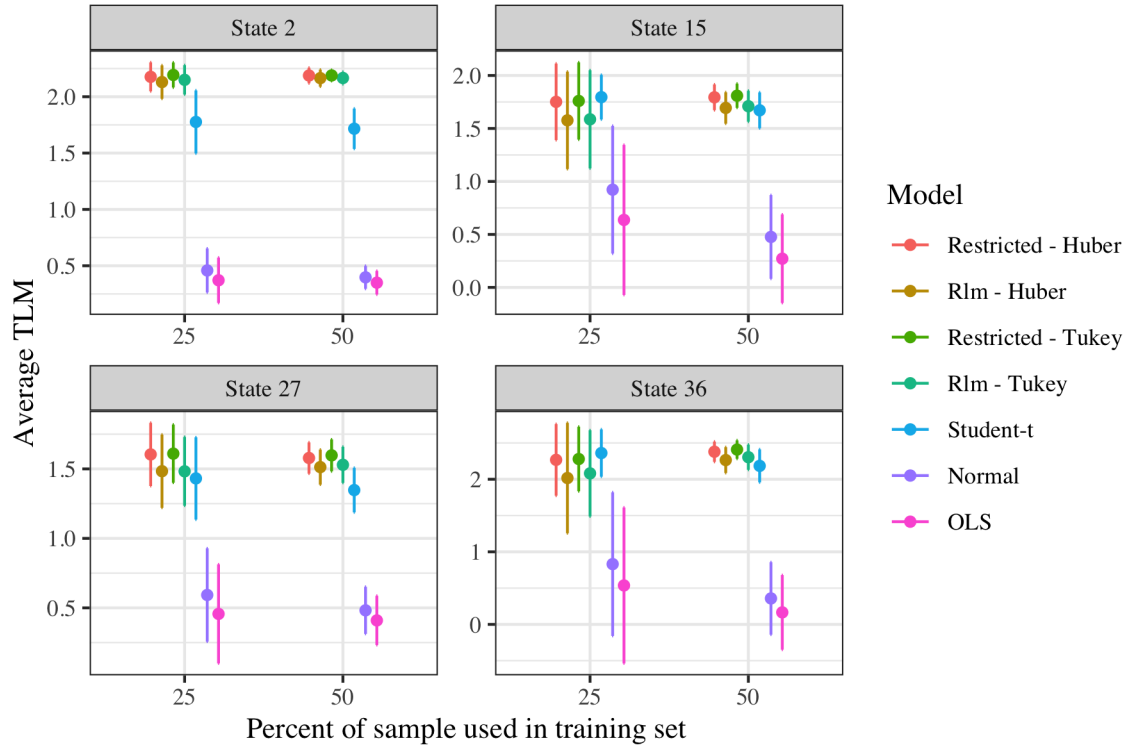 State 2
State 15
2.0
1.5
1.0
0.5
25
50
2.0
1.5
1.0
0.5
0.0
25
50
State 27
State 36
1.5
1.0
0.5
25
50
2
1
0
25
50
Average TLM
Percent of sample used in training set
Model
Restricted - Huber
Rlm - Huber
Restricted - Tukey
Rlm - Tukey
Student-t
Normal
OLS